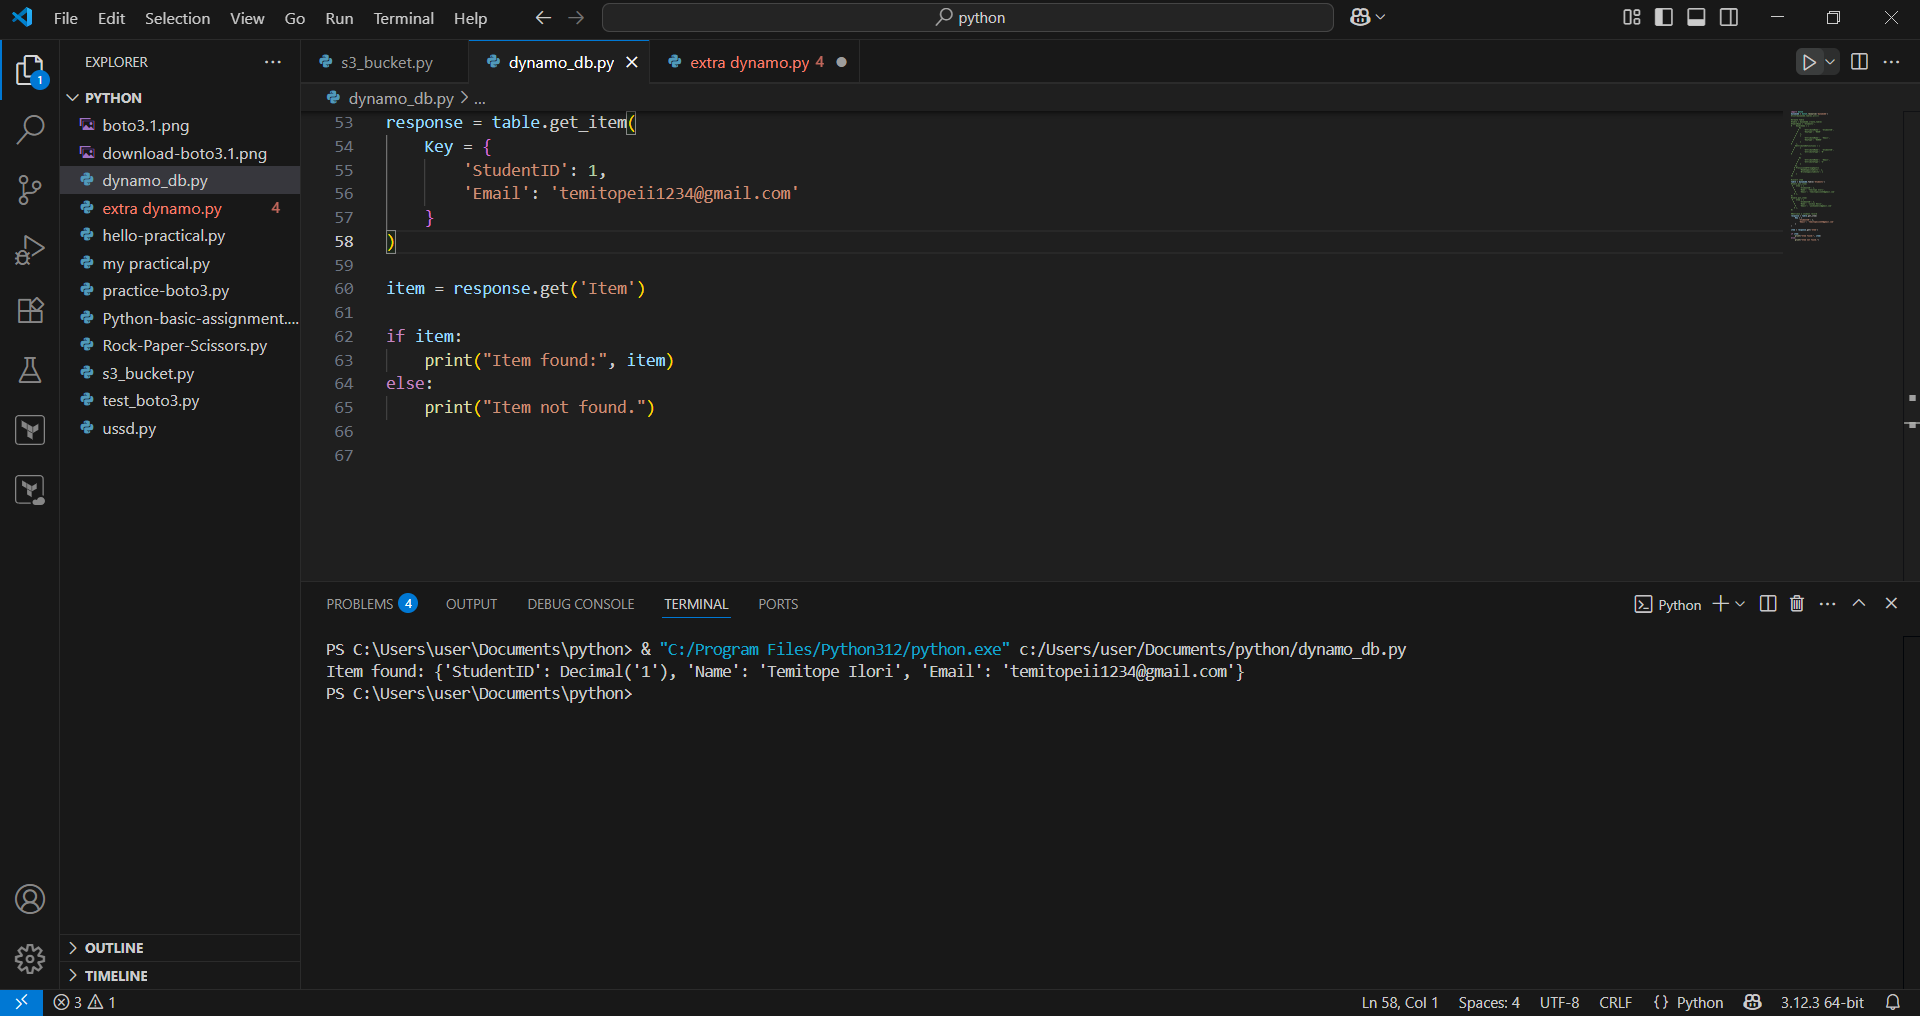 File Edit Selection View Go Run Terminal Help
python
EXPLORER
s3_bucket.py
dynamo_db.py
extra dynamo.py 4
1
PYTHON
boto3.1.png
download-boto3.1.png
dynamo_db.py
extra dynamo.py 4
hello-practical.py
my practical.py
practice-boto3.py
Python-basic-assignment....
Rock-Paper-Scissors.py
s3_bucket.py
test_boto3.py
ussd.py
OUTLINE
TIMELINE
dynamo_db.py > ...
53 response = table.get_item(
54 Key = {
55 'StudentID': 1,
56 'Email': 'temitopeii1234@gmail.com'
57 }
58 )
59
60 item = response.get('Item')
61
62 if item:
63 print("Item found:", item)
64 else:
65 print("Item not found.")
66
67
PROBLEMS 4 OUTPUT DEBUG CONSOLE TERMINAL PORTS
Python
PS C:\Users\user\Documents\python> & "C:/Program Files/Python312/python.exe" c:/Users/user/Documents/python/dynamo_db.py
Item found: {'StudentID': Decimal('1'), 'Name': 'Temitope Ilori', 'Email': 'temitopeii1234@gmail.com'}
PS C:\Users\user\Documents\python>
3 1
Ln 58, Col 1 Spaces: 4 UTF-8 CRLF {} Python 3.12.3 64-bit